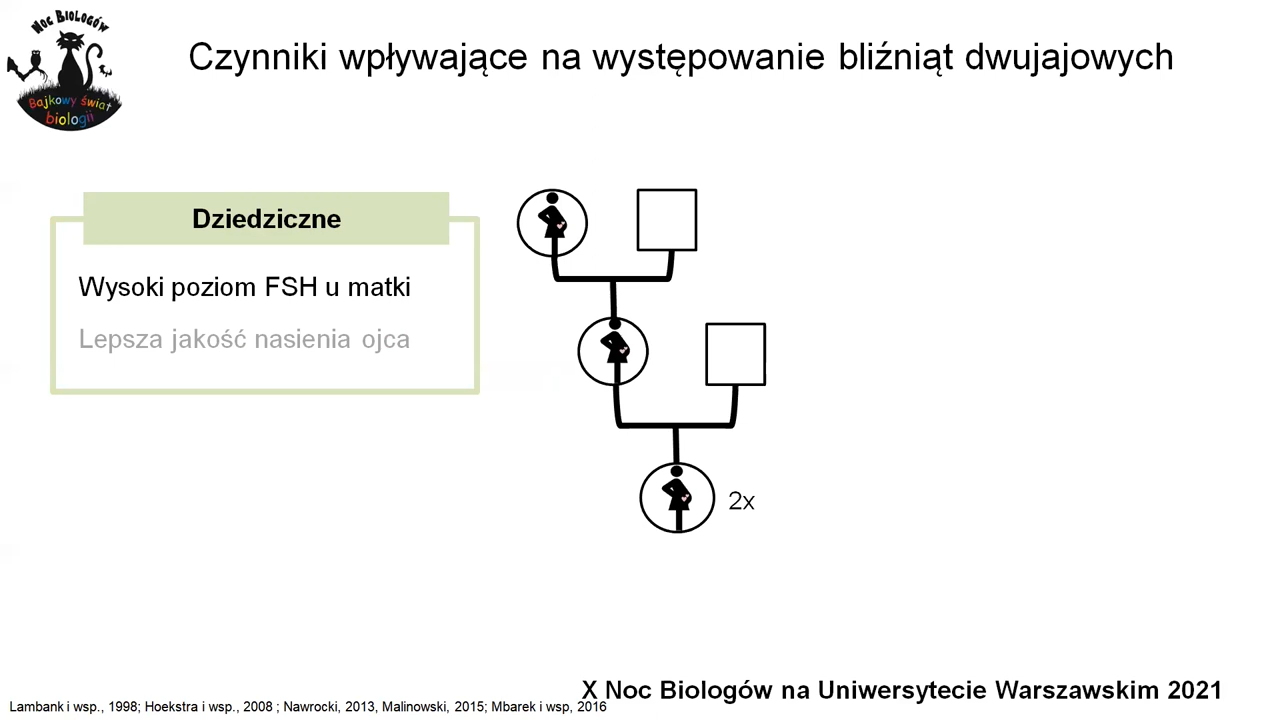 Noc Biologów
Bajkowy świat
biologii
Czynniki wpływające na występowanie bliźniąt dwujajowych
Dziedziczne
Wysoki poziom FSH u matki
Lepsza jakość nasienia ojca
2x
X Noc Biologów na Uniwersytecie Warszawskim 2021
Lambank i wsp., 1998; Hoekstra i wsp., 2008 ; Nawrocki, 2013, Malinowski, 2015; Mbarek i wsp, 2016